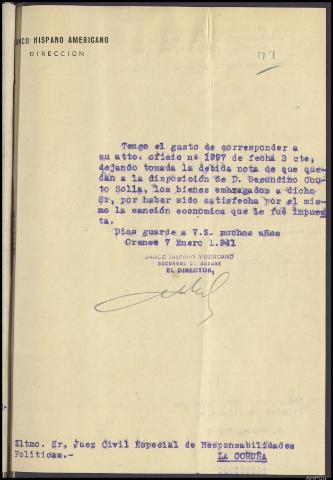 BANCO HISPANO AMERICANO
DIRECCION
Tengo el gusto de corresponder a
su atto. oficio nº 1997 de fecha 3 cte,
dejando tomada la debida nota de que que-
dan a la disposición de D. Secundino Cou-
to Solla, los bienes embargados a dicho
Sr, por haber sido satisfecha por el mis-
mo la sanción económica que le fué impues
ta.
Dios guarde a V.S. muchos años
Orense 7 Enero 1.941
BANCO HISPANO AMERICANO
SUCURSAL DE ORENSE
EL DIRECTOR,
Iltmo. Sr, Juez Civil Especial de Responsabilidades
Politicas.-
LA CORUÑA